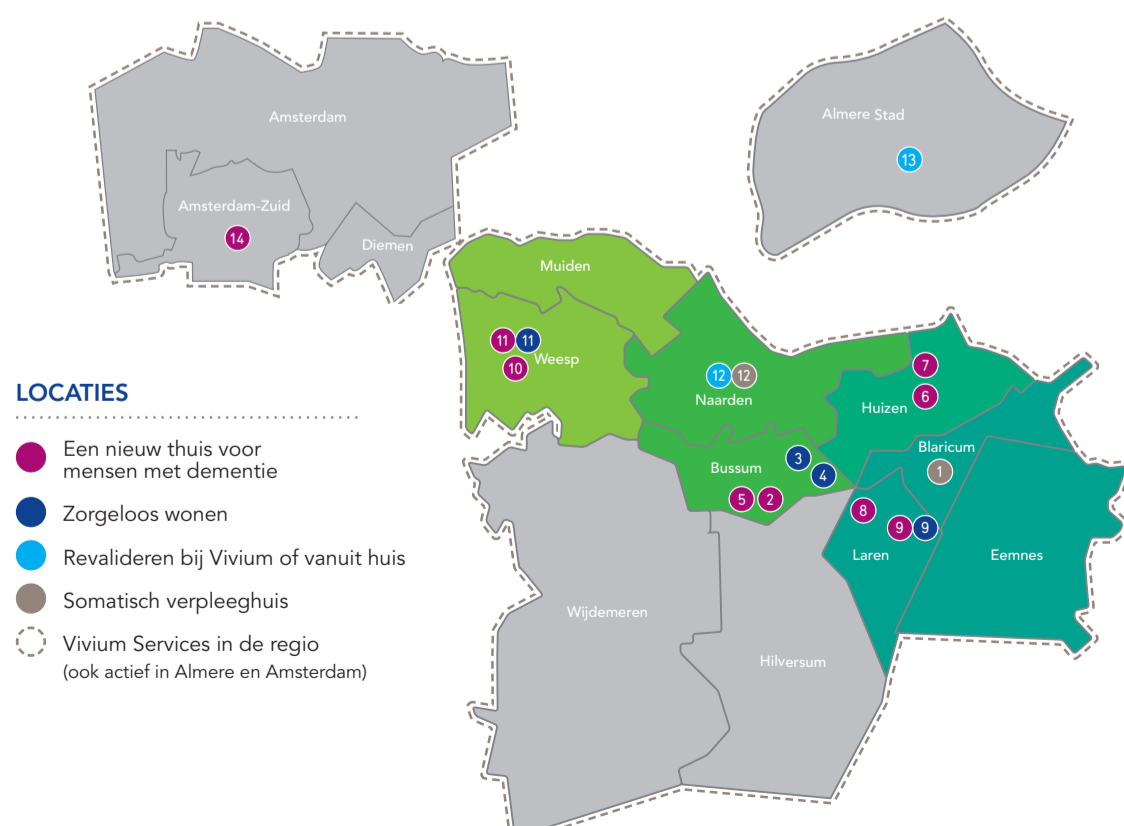 Amsterdam
Almere Stad
13
Amsterdam-Zuid
14
Diemen
Muiden
11 11
Weesp
10
12 12
Naarden
7
6
Huizen
Blaricum
1
Bussum
3
4
5 2
8
9 9
Laren
Eemnes
Wijdemeren
Hilversum
LOCATIES
Een nieuw thuis voor
mensen met dementie
Zorgeloos wonen
Revalideren bij Vivium of vanuit huis
Somatisch verpleeghuis
Vivium Services in de regio
(ook actief in Almere en Amsterdam)